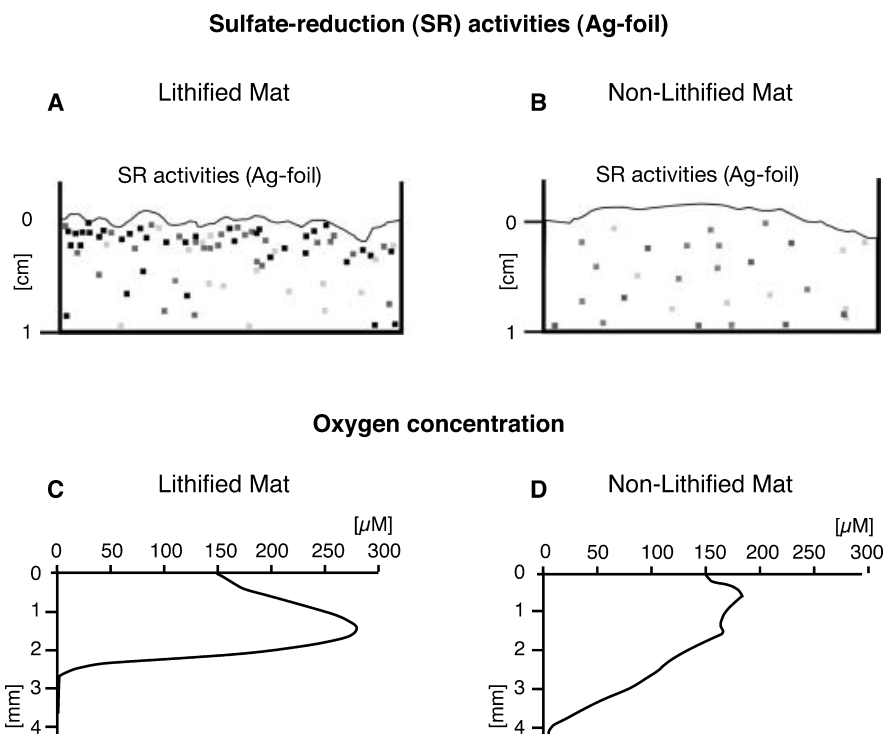 Sulfate-reduction (SR) activities (Ag-foil)
A Lithified Mat
B Non-Lithified Mat
SR activities (Ag-foil)
SR activities (Ag-foil)
0
0
[cm]
[cm]
1
1
Oxygen concentration
C Lithified Mat
D Non-Lithified Mat
[µM]
[µM]
0 50 100 150 200 250 300
0 50 100 150 200 250 300
0
1
2
3
4
[mm]
0
1
2
3
4
[mm]